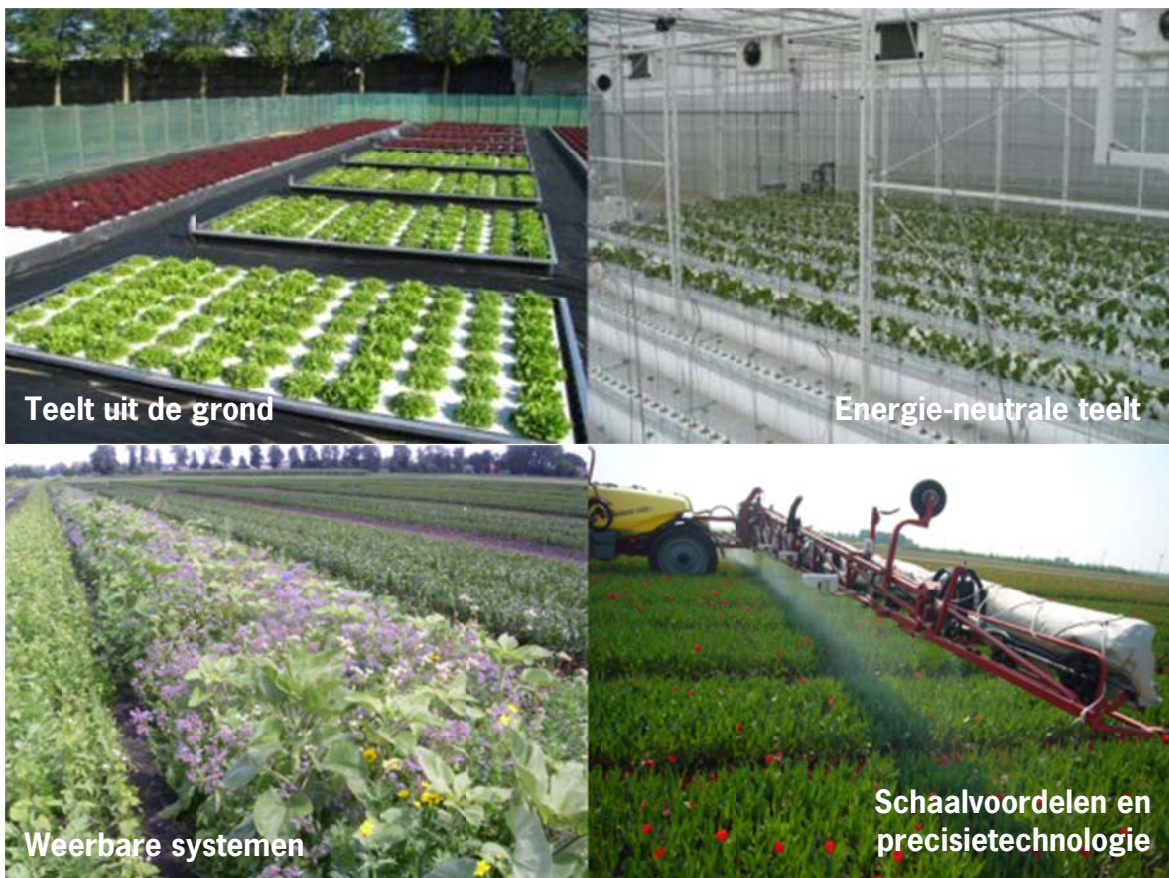 Teelt uit de grond
Energie-neutrale teelt
Weerbare systemen
Schaalvoordelen en
precisietechnologie